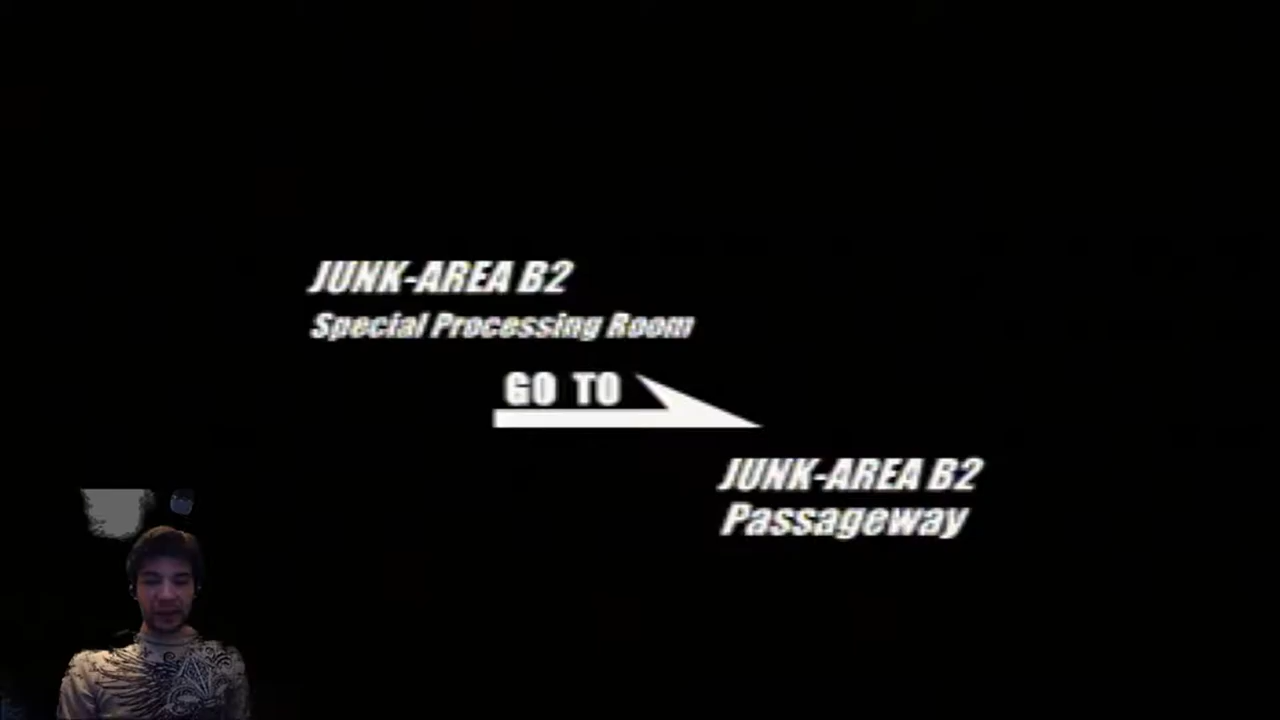 JUNK-AREA B2
Special Processing Room
GO TO
JUNK-AREA B2
Passageway